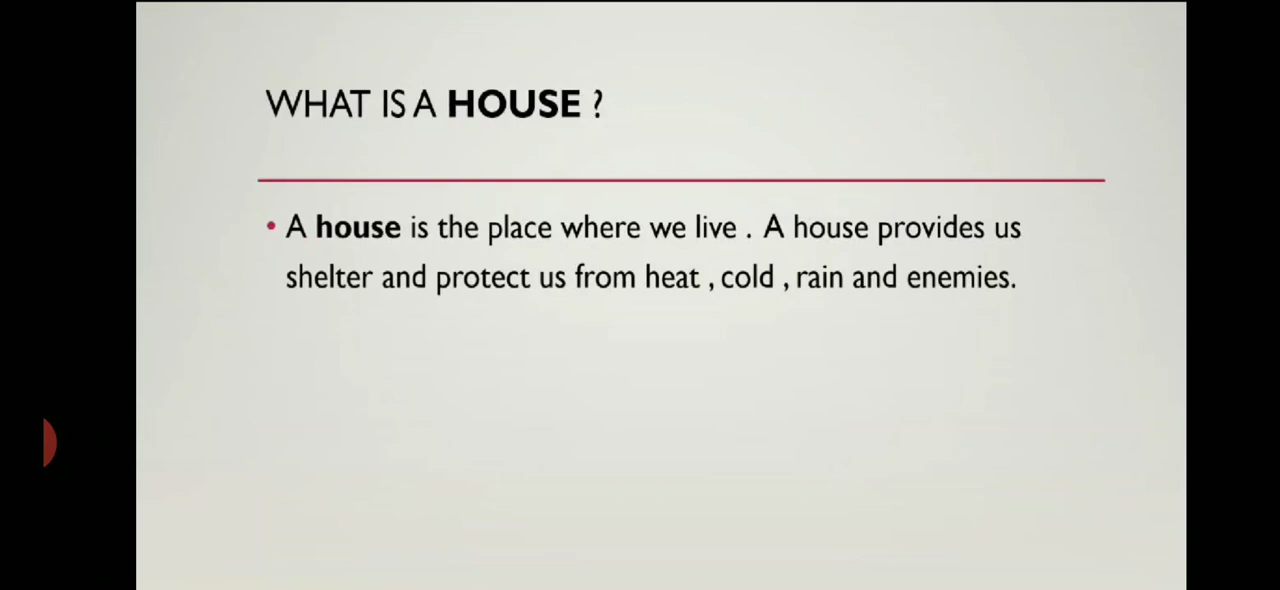 WHAT IS A HOUSE ?
• A house is the place where we live . A house provides us
shelter and protect us from heat , cold , rain and enemies.